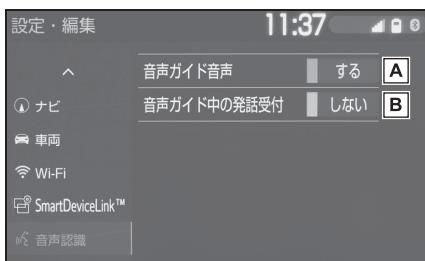 設定・編集 11:37
音声ガイド音声 する A
音声ガイド中の発話受付 しない B
ナビ
車両
Wi-Fi
SmartDeviceLink™
音声認識